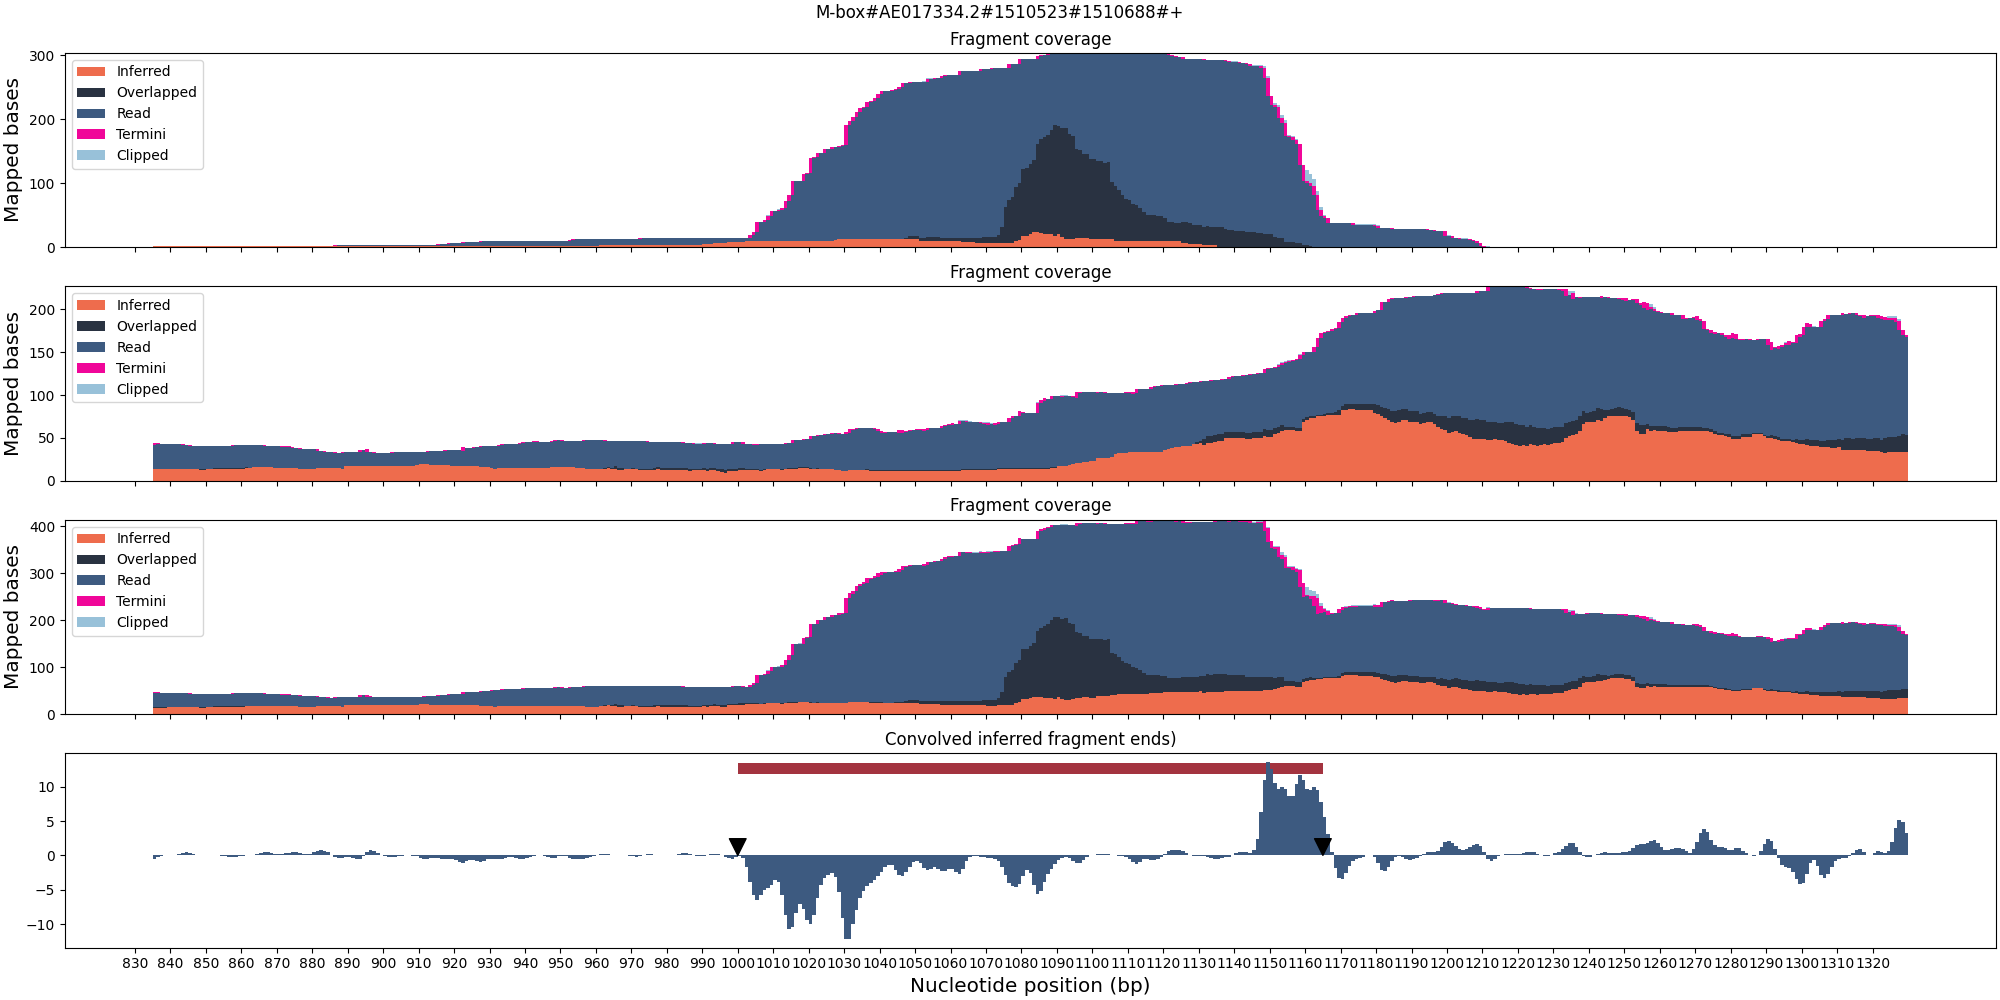 M-box#AE017334.2#1510523#1510688#+
Fragment coverage
Mapped bases
300
200
100
0
Inferred
Overlapped
Read
Termini
Clipped
Fragment coverage
Mapped bases
200
150
100
50
0
Inferred
Overlapped
Read
Termini
Clipped
Fragment coverage
Mapped bases
400
300
200
100
0
Inferred
Overlapped
Read
Termini
Clipped
Convolved inferred fragment ends)
10
5
0
−5
−10
830 840 850 860 870 880 890 900 910 920 930 940 950 960 970 980 990 1000 1010 1020 1030 1040 1050 1060 1070 1080 1090 1100 1110 1120 1130 1140 1150 1160 1170 1180 1190 1200 1210 1220 1230 1240 1250 1260 1270 1280 1290 1300 1310 1320
Nucleotide position (bp)